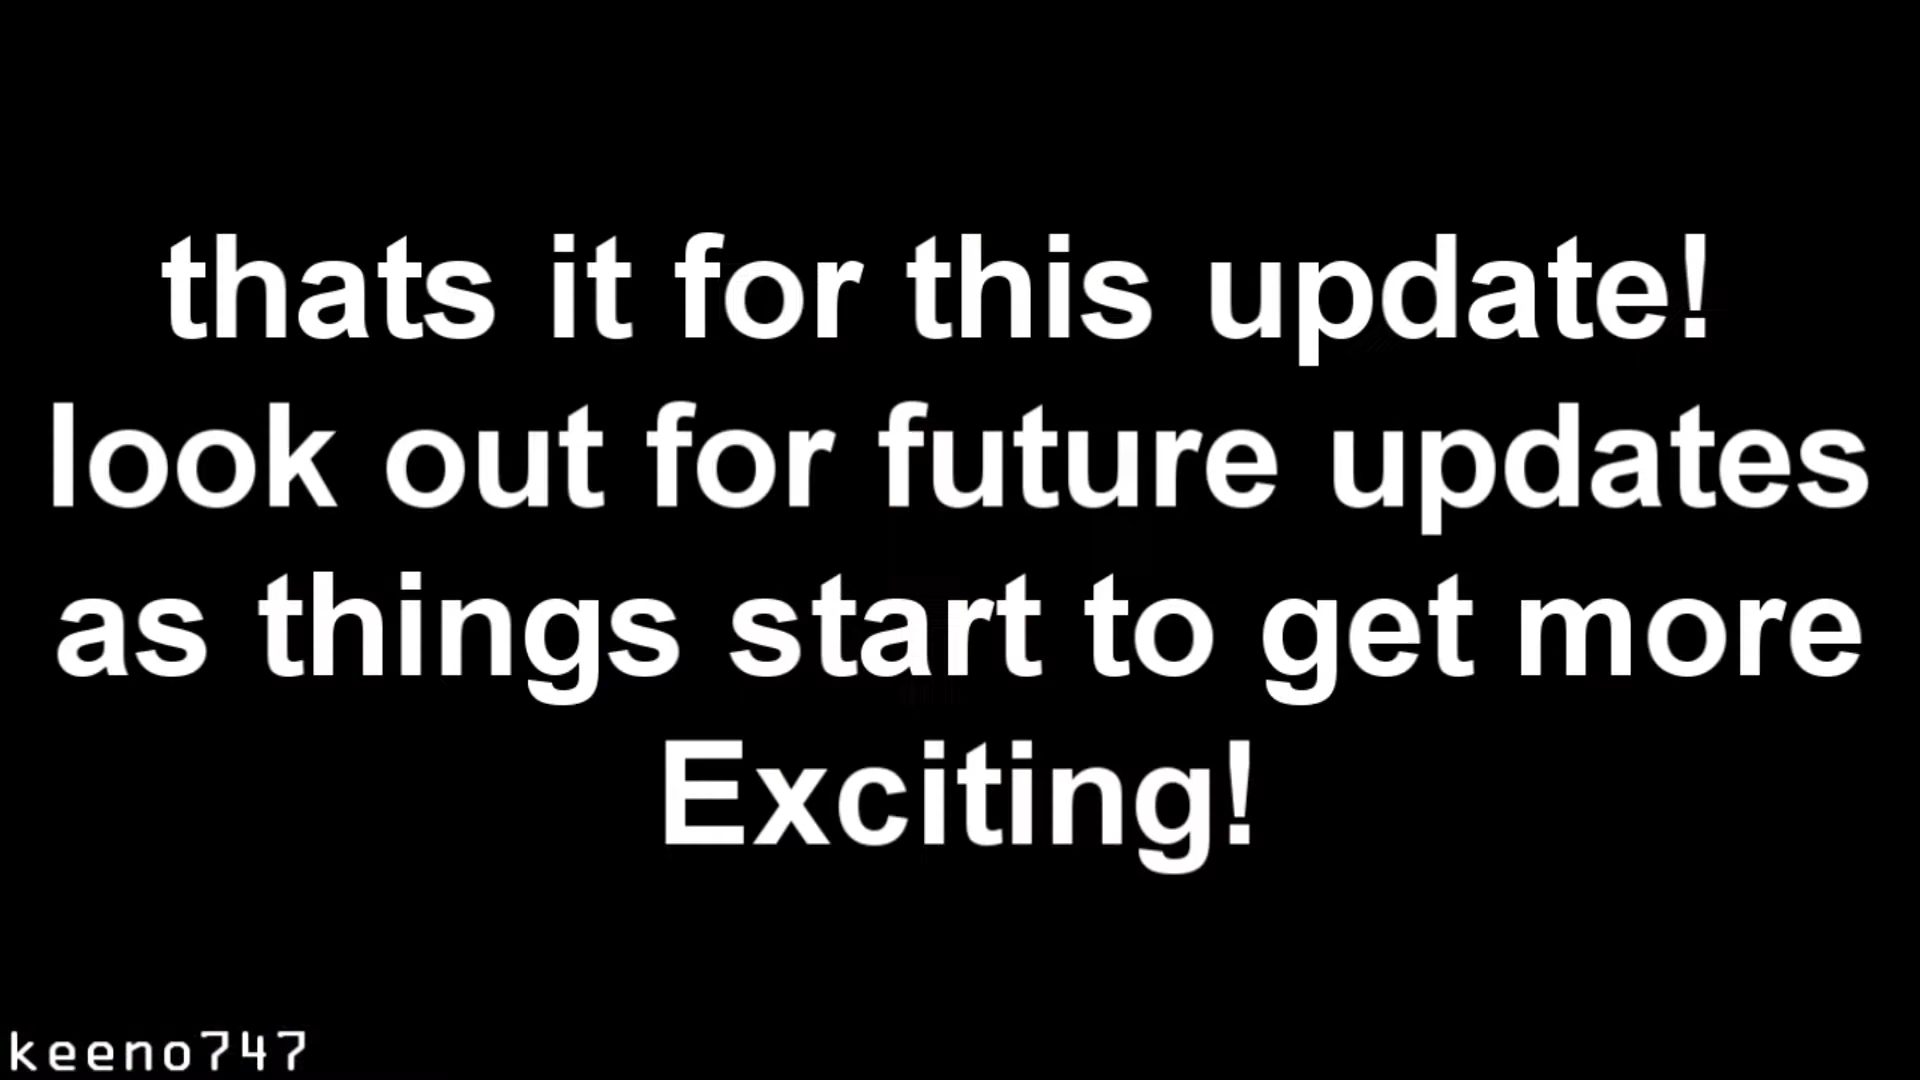 thats it for this update!
look out for future updates
as things start to get more
Exciting!
keeno747